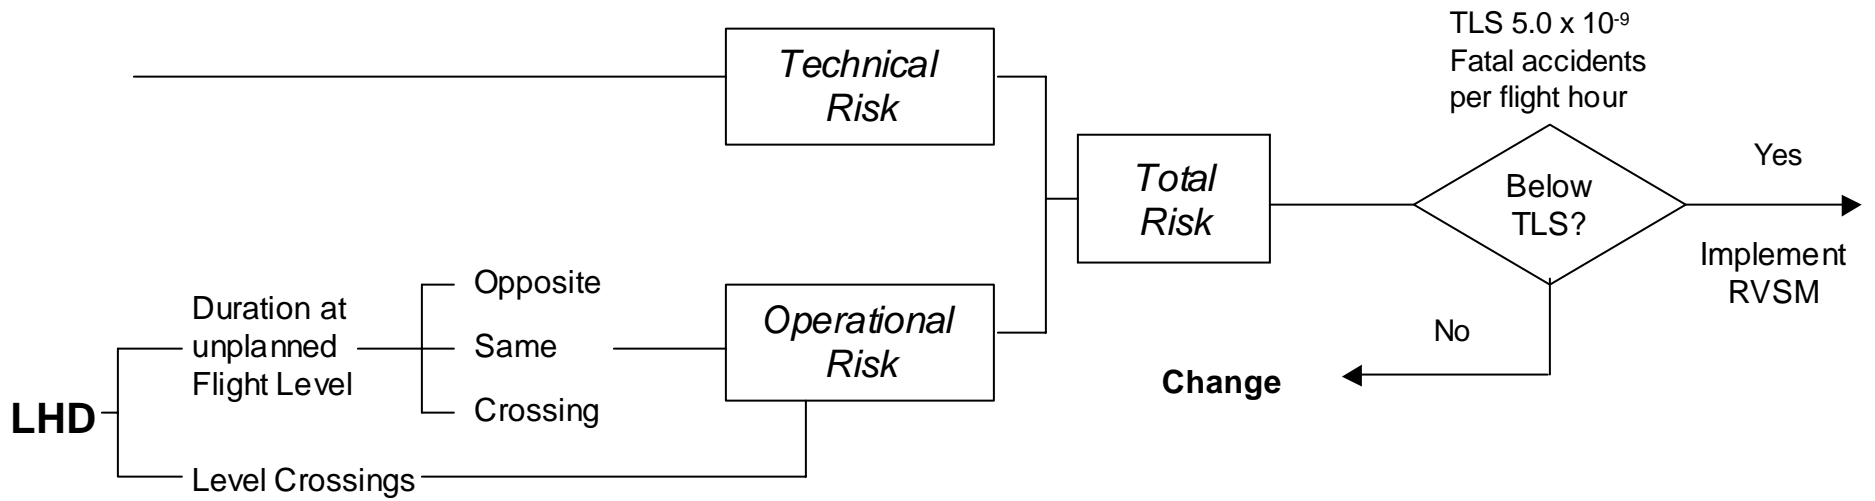 Technical
Risk
TLS 5.0 x 10⁻⁹
Fatal accidents
per flight hour
Total
Risk
Below
TLS?
Yes
Implement
RVSM
No
Change
LHD
Duration at
unplanned
Flight Level
Opposite
Same
Crossing
Operational
Risk
Level Crossings